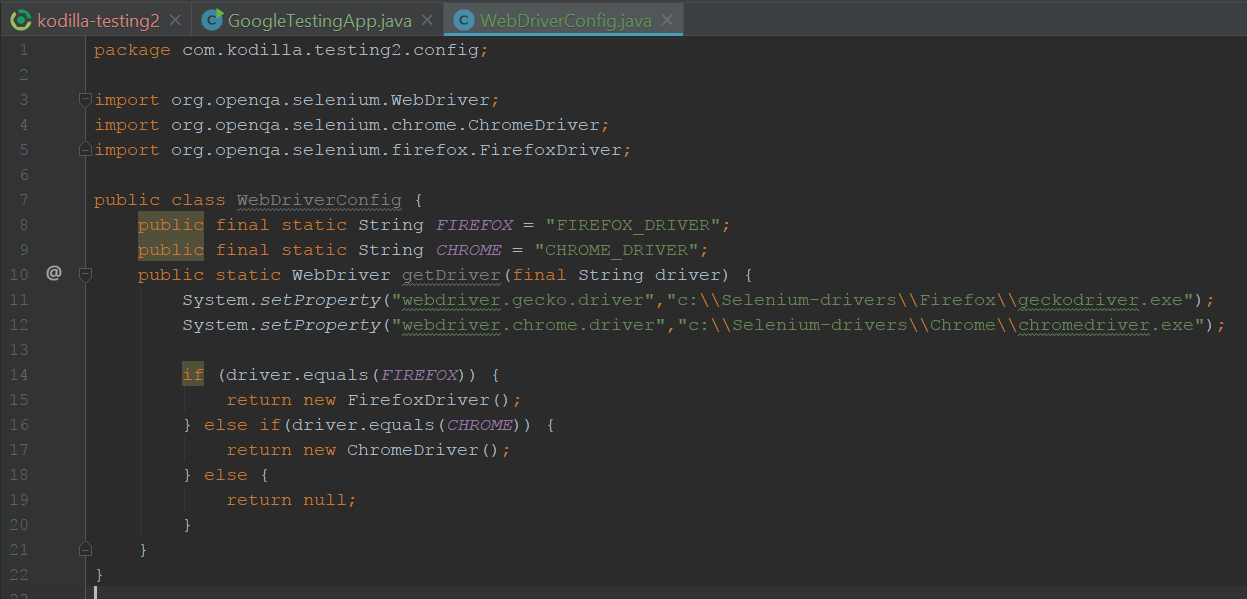 kodilla-testing2 GoogleTestingApp.java WebDriverConfig.java
1 package com.kodilla.testing2.config;
2
3 import org.openqa.selenium.WebDriver;
4 import org.openqa.selenium.chrome.ChromeDriver;
5 import org.openqa.selenium.firefox.FirefoxDriver;
6
7 public class WebDriverConfig {
8 public final static String FIREFOX = "FIREFOX_DRIVER";
9 public final static String CHROME = "CHROME_DRIVER";
10 @ public static WebDriver getDriver(final String driver) {
11 System.setProperty("webdriver.gecko.driver","c:\\Selenium-drivers\\Firefox\\geckodriver.exe");
12 System.setProperty("webdriver.chrome.driver","c:\\Selenium-drivers\\Chrome\\chromedriver.exe");
13
14 if (driver.equals(FIREFOX)) {
15 return new FirefoxDriver();
16 } else if(driver.equals(CHROME)) {
17 return new ChromeDriver();
18 } else {
19 return null;
20 }
21 }
22 }
23